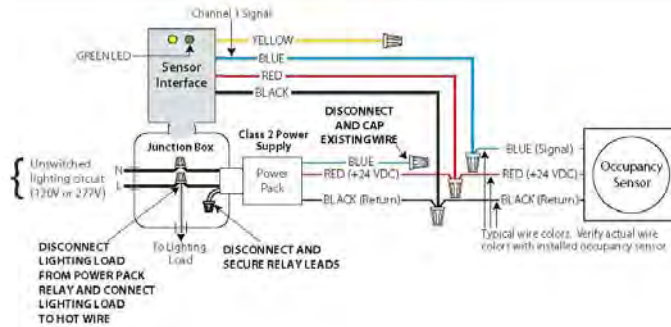 Channel 1 Signal
YELLOW
GREEN LED
BLUE
Sensor
Interface
RED
BLACK
DISCONNECT
AND CAP
EXISTING WIRE
Class 2 Power
Supply
Junction Box
BLUE (Signal)
Unswitched
lighting circuit
(120V or 277V)
N
L
Power
Pack
BLUE
RED (+24 VDC)
RED (+24 VDC)
Occupancy
Sensor
BLACK (Return)
BLACK (Return)
Typical wire colors. Verify actual wire
colors with installed occupancy sensor
To Lighting
Load
DISCONNECT AND
SECURE RELAY LEADS
DISCONNECT
LIGHTING LOAD
FROM POWER PACK
RELAY AND CONNECT
LIGHTING LOAD
TO HOT WIRE